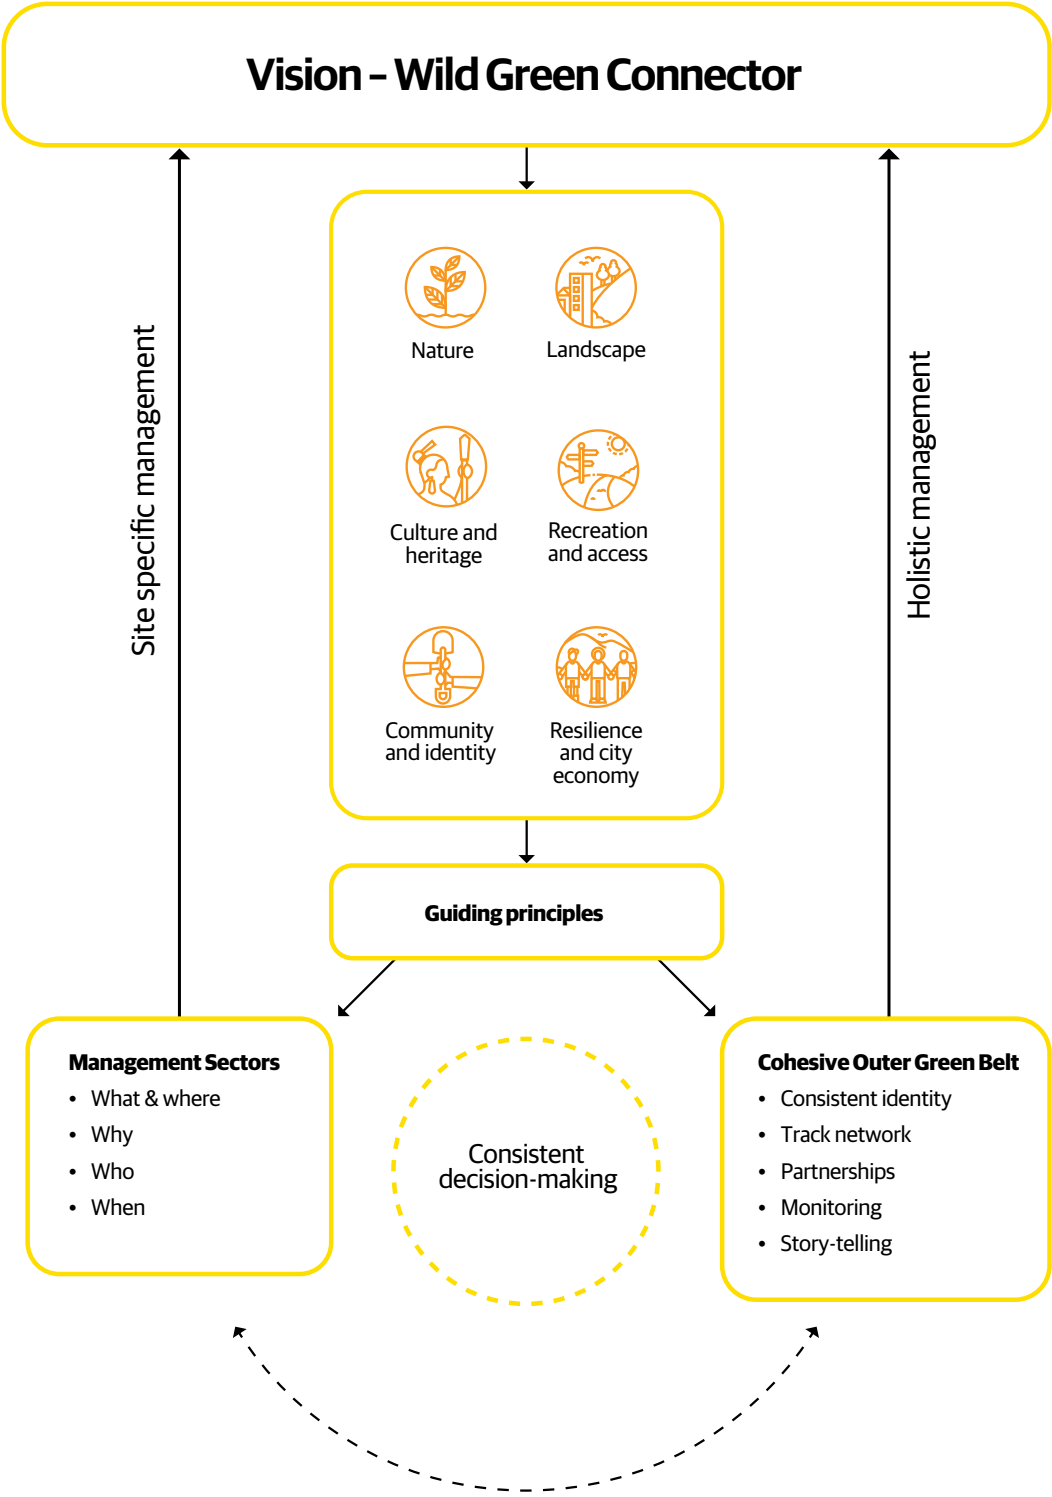 Vision – Wild Green Connector
Nature
Landscape
Culture and
heritage
Recreation
and access
Community
and identity
Resilience
and city
economy
Site specific management
Holistic management
Guiding principles
Management Sectors
• What & where
• Why
• Who
• When
Consistent
decision-making
Cohesive Outer Green Belt
• Consistent identity
• Track network
• Partnerships
• Monitoring
• Story-telling